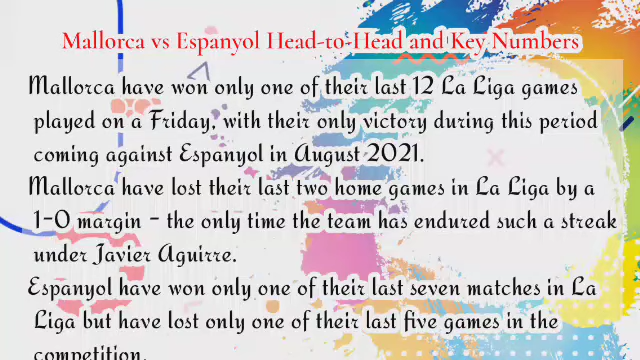 Mallorca vs Espanyol Head-to-Head and Key Numbers
Mallorca have won only one of their last 12 La Liga games
played on a Friday, with their only victory during this period
coming against Espanyol in August 2021.
Mallorca have lost their last two home games in La Liga by a
1-0 margin - the only time the team has endured such a streak
under Javier Aguirre.
Espanyol have won only one of their last seven matches in La
Liga but have lost only one of their last five games in the
competition.